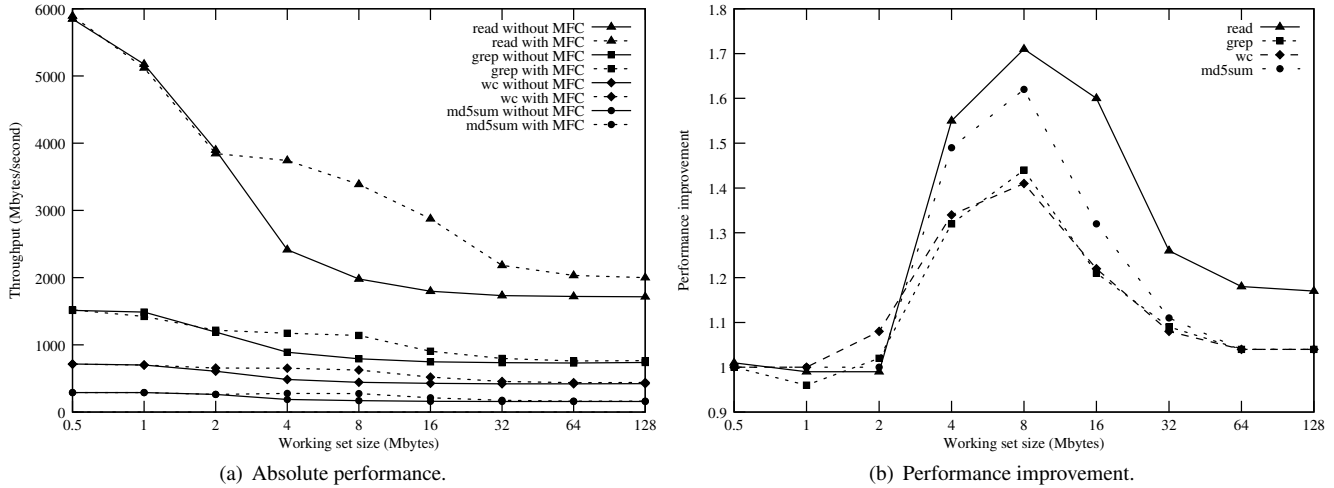 6000
5000
4000
3000
2000
1000
0
Throughput (Mbytes/second)
read without MFC
read with MFC
grep without MFC
grep with MFC
wc without MFC
wc with MFC
md5sum without MFC
md5sum with MFC
0.5 1 2 4 8 16 32 64 128
Working set size (Mbytes)
(a) Absolute performance.
1.8
1.7
1.6
1.5
1.4
1.3
1.2
1.1
1
0.9
Performance improvement
read
grep
wc
md5sum
0.5 1 2 4 8 16 32 64 128
Working set size (Mbytes)
(b) Performance improvement.